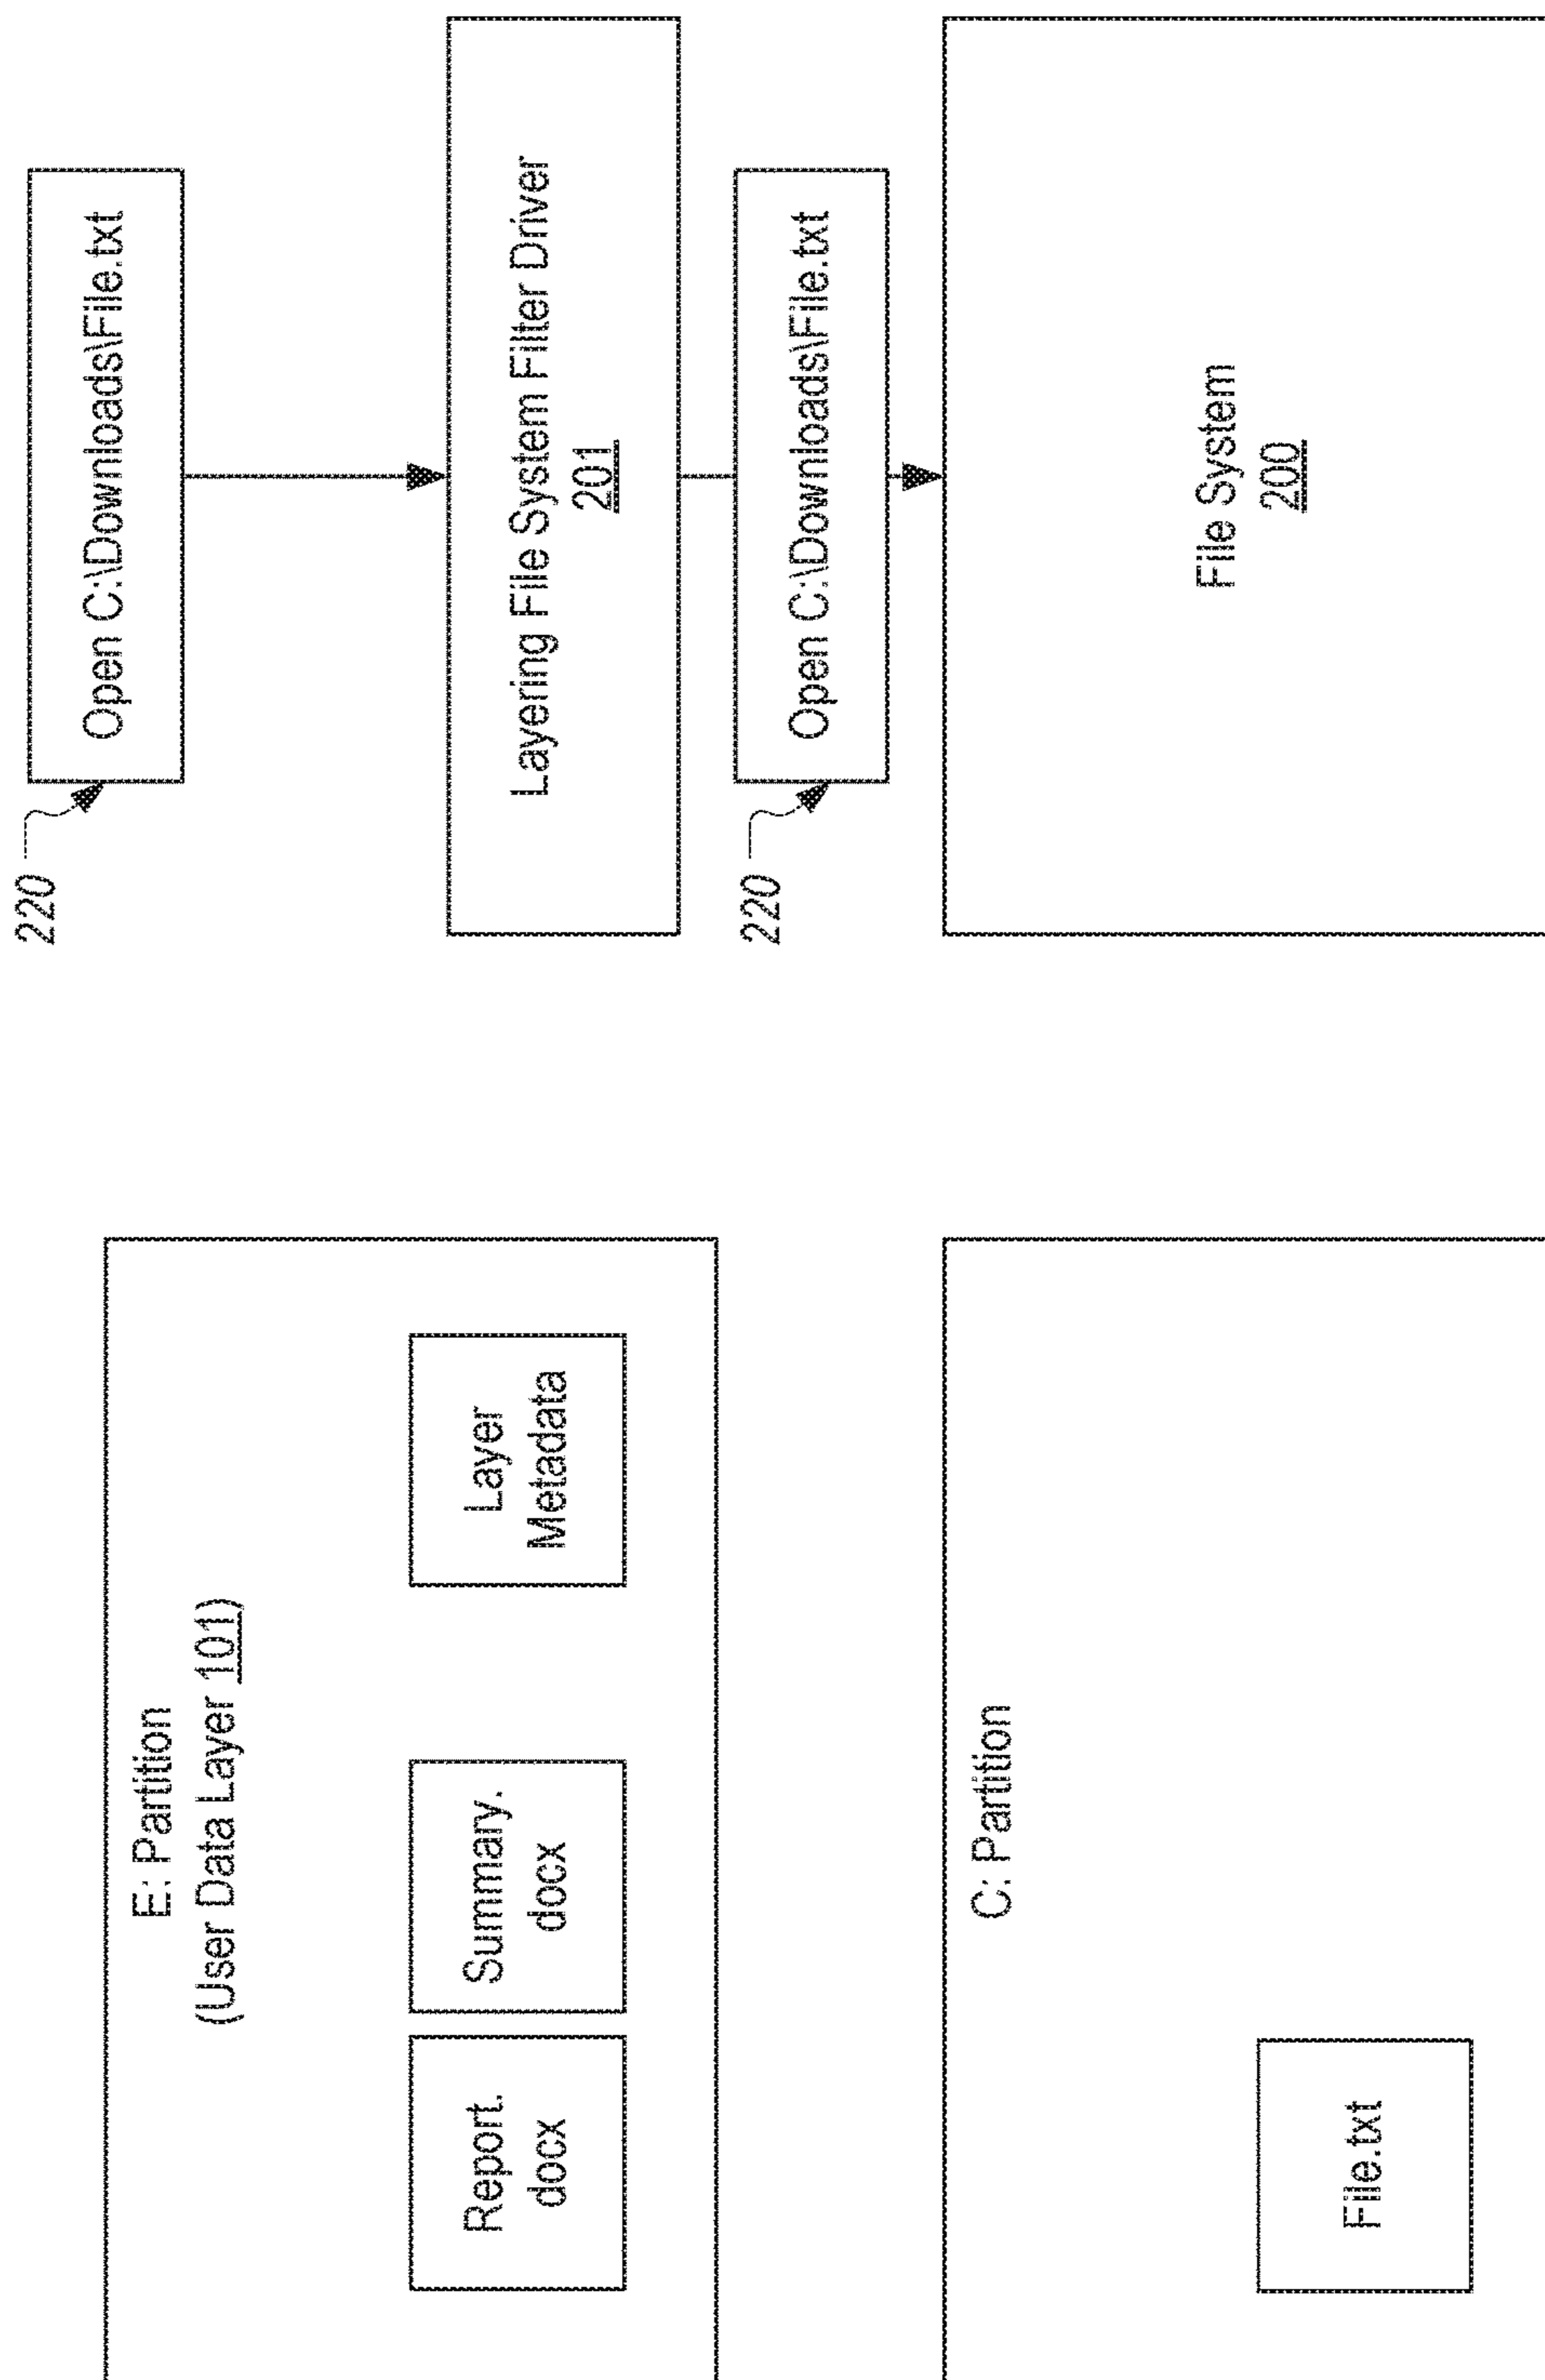 E: Partition
(User Data Layer 101)
Report.
docx
Summary.
docx
Layer
Metadata
C: Partition
File.txt
220
Open C:\Downloads\File.txt
Layering File System Filter Driver
201
220
Open C:\Downloads\File.txt
File System
200